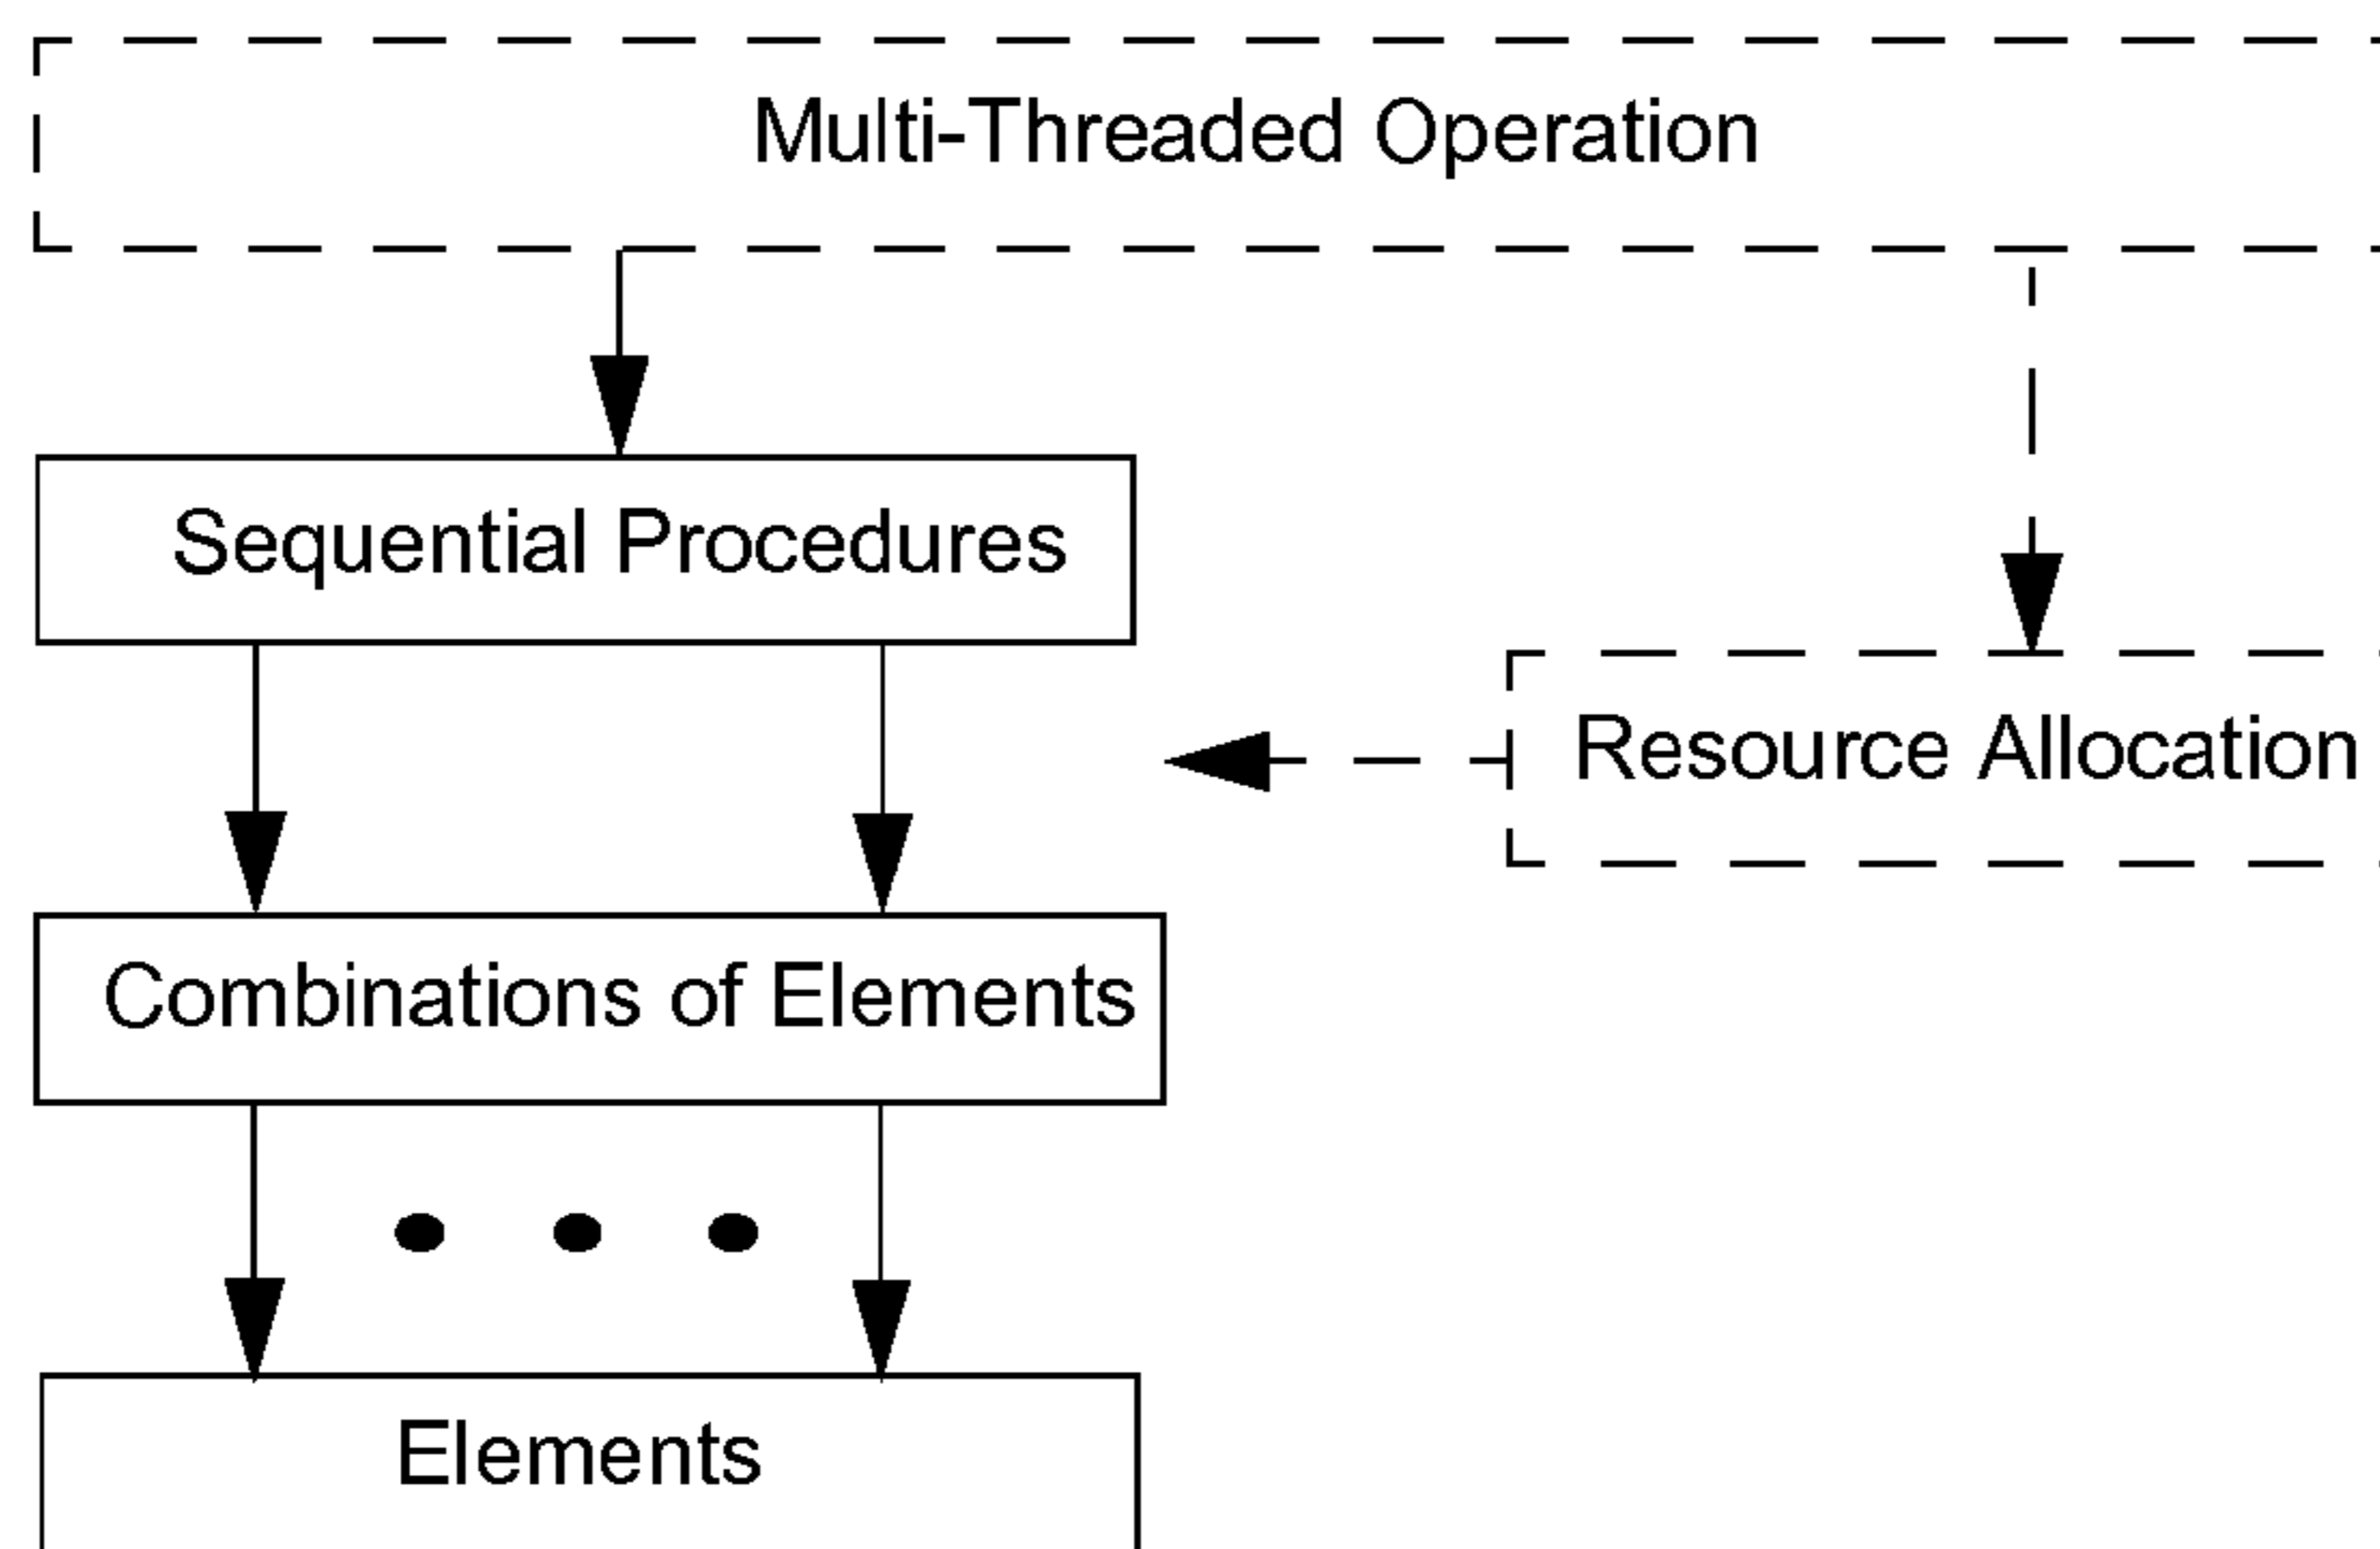 Multi-Threaded Operation
Sequential Procedures
Resource Allocation
Combinations of Elements
Elements